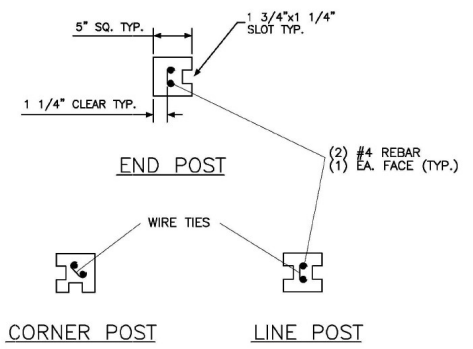 5" SQ. TYP.
1 3/4"x1 1/4"
SLOT TYP.
1 1/4" CLEAR TYP.
END POST
(2) #4 REBAR
(1) EA. FACE (TYP.)
WIRE TIES
CORNER POST
LINE POST